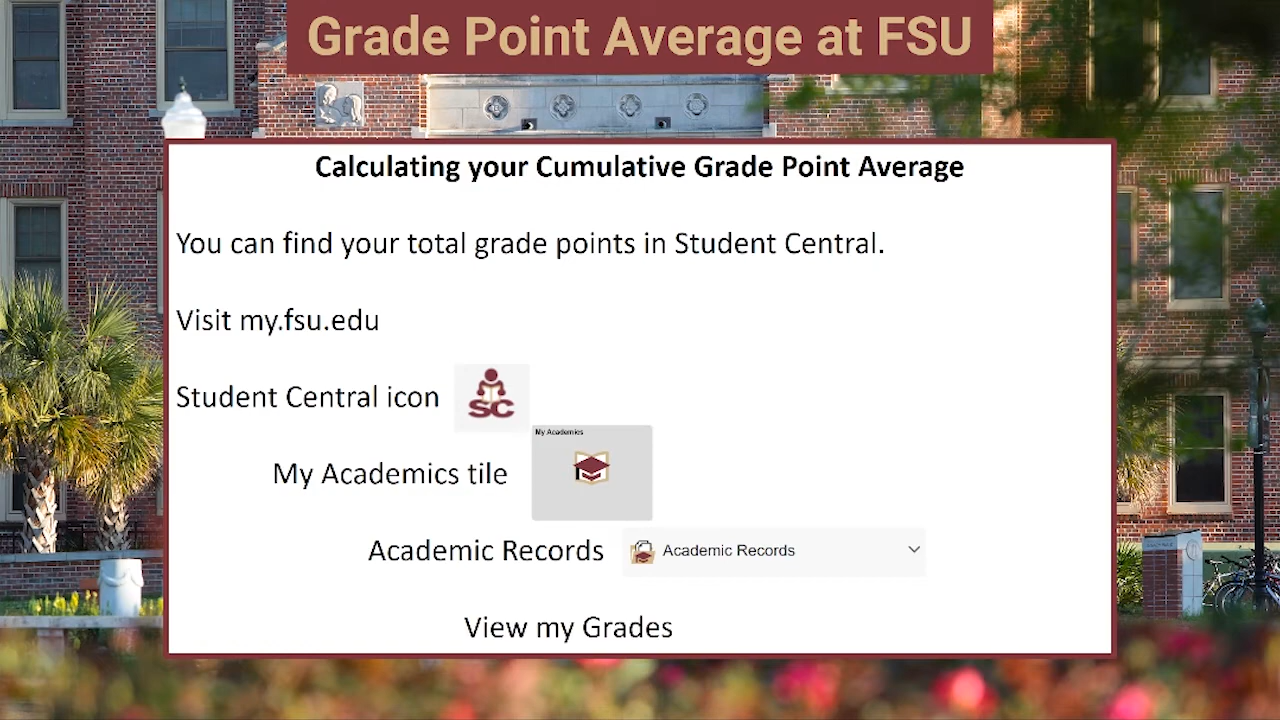 Grade Point Average at FSU
Calculating your Cumulative Grade Point Average
You can find your total grade points in Student Central.
Visit my.fsu.edu
Student Central icon
SC
My Academics
My Academics tile
Academic Records
Academic Records
View my Grades